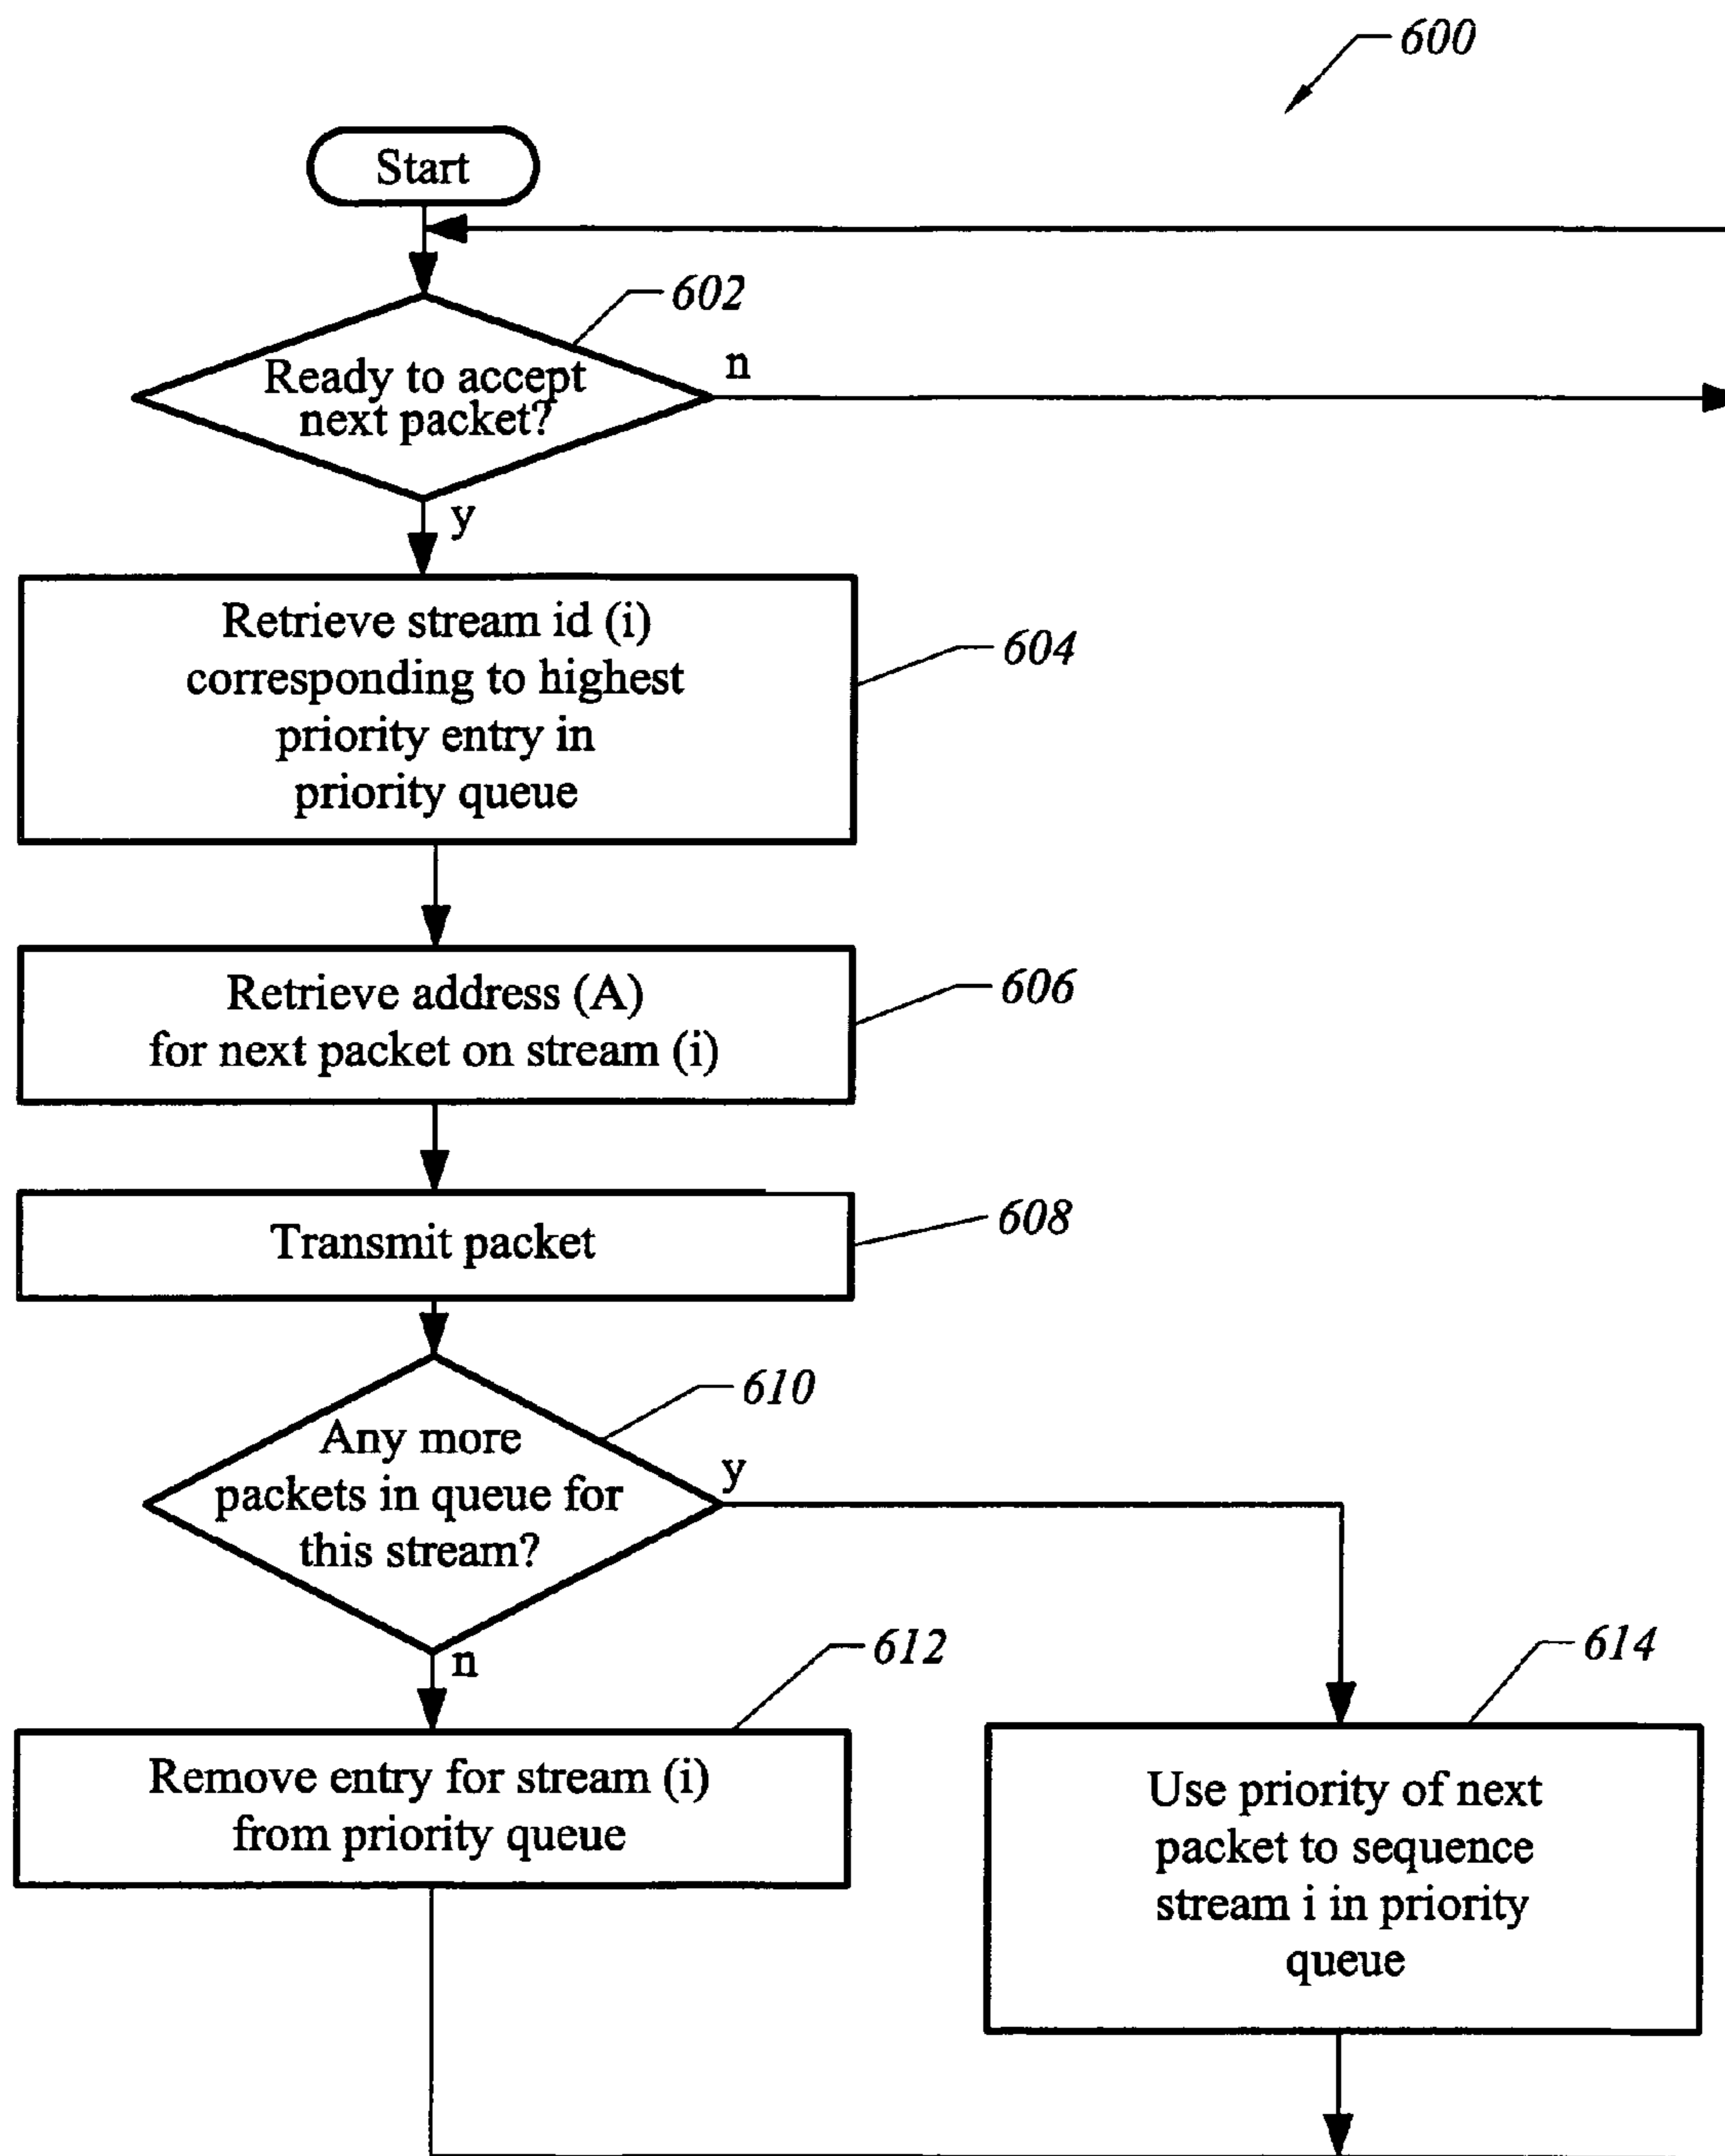 600
Start
602
Ready to accept
next packet?
n
y
Retrieve stream id (i)
corresponding to highest
priority entry in
priority queue
604
Retrieve address (A)
for next packet on stream (i)
606
Transmit packet
608
610
Any more
packets in queue for
this stream?
y
n
612
Remove entry for stream (i)
from priority queue
614
Use priority of next
packet to sequence
stream i in priority
queue